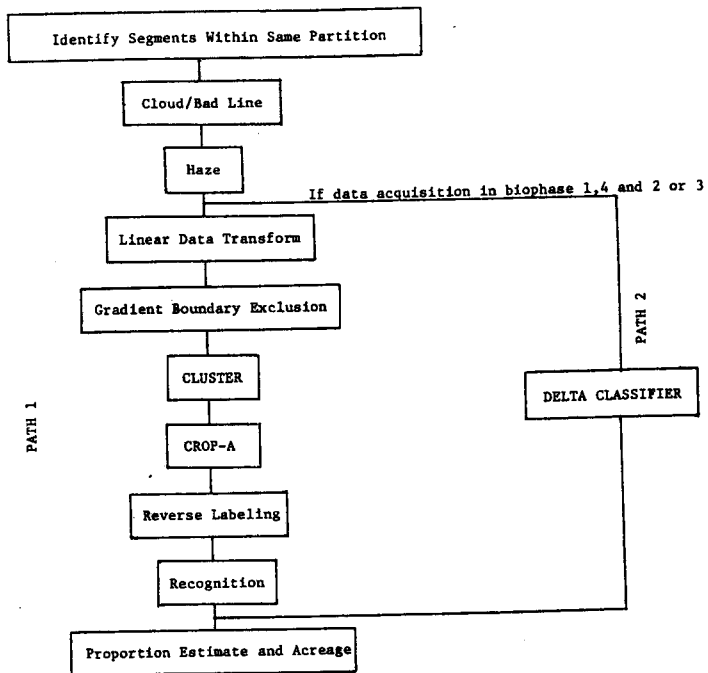 Identify Segments Within Same Partition
Cloud/Bad Line
Haze
If data acquisition in biophase 1,4 and 2 or 3
Linear Data Transform
Gradient Boundary Exclusion
PATH 2
CLUSTER
DELTA CLASSIFIER
PATH 1
CROP-A
Reverse Labeling
Recognition
Proportion Estimate and Acreage